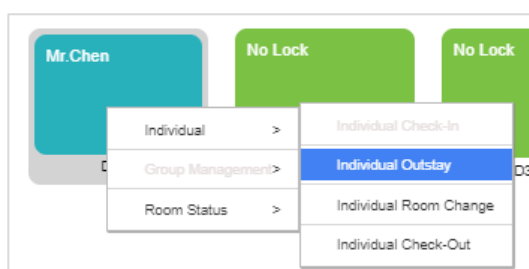 Mr.Chen
No Lock
No Lock
Individual >
Group Management >
Room Status >
Individual Check-In
Individual Outstay
Individual Room Change
Individual Check-Out
D3